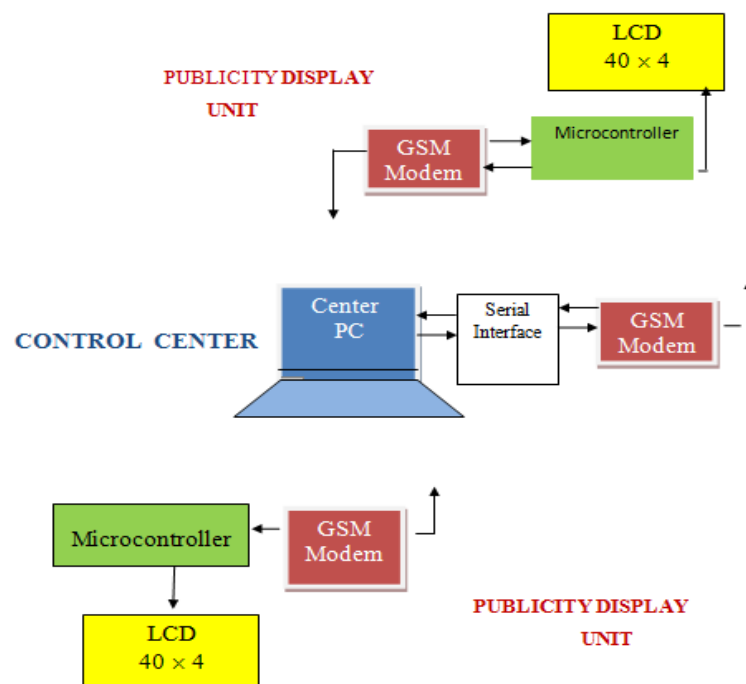 LCD
40 × 4
PUBLICITY DISPLAY
UNIT
Microcontroller
GSM
Modem
Center
PC
Serial
Interface
GSM
Modem
CONTROL CENTER
Microcontroller
GSM
Modem
LCD
40 × 4
PUBLICITY DISPLAY
UNIT